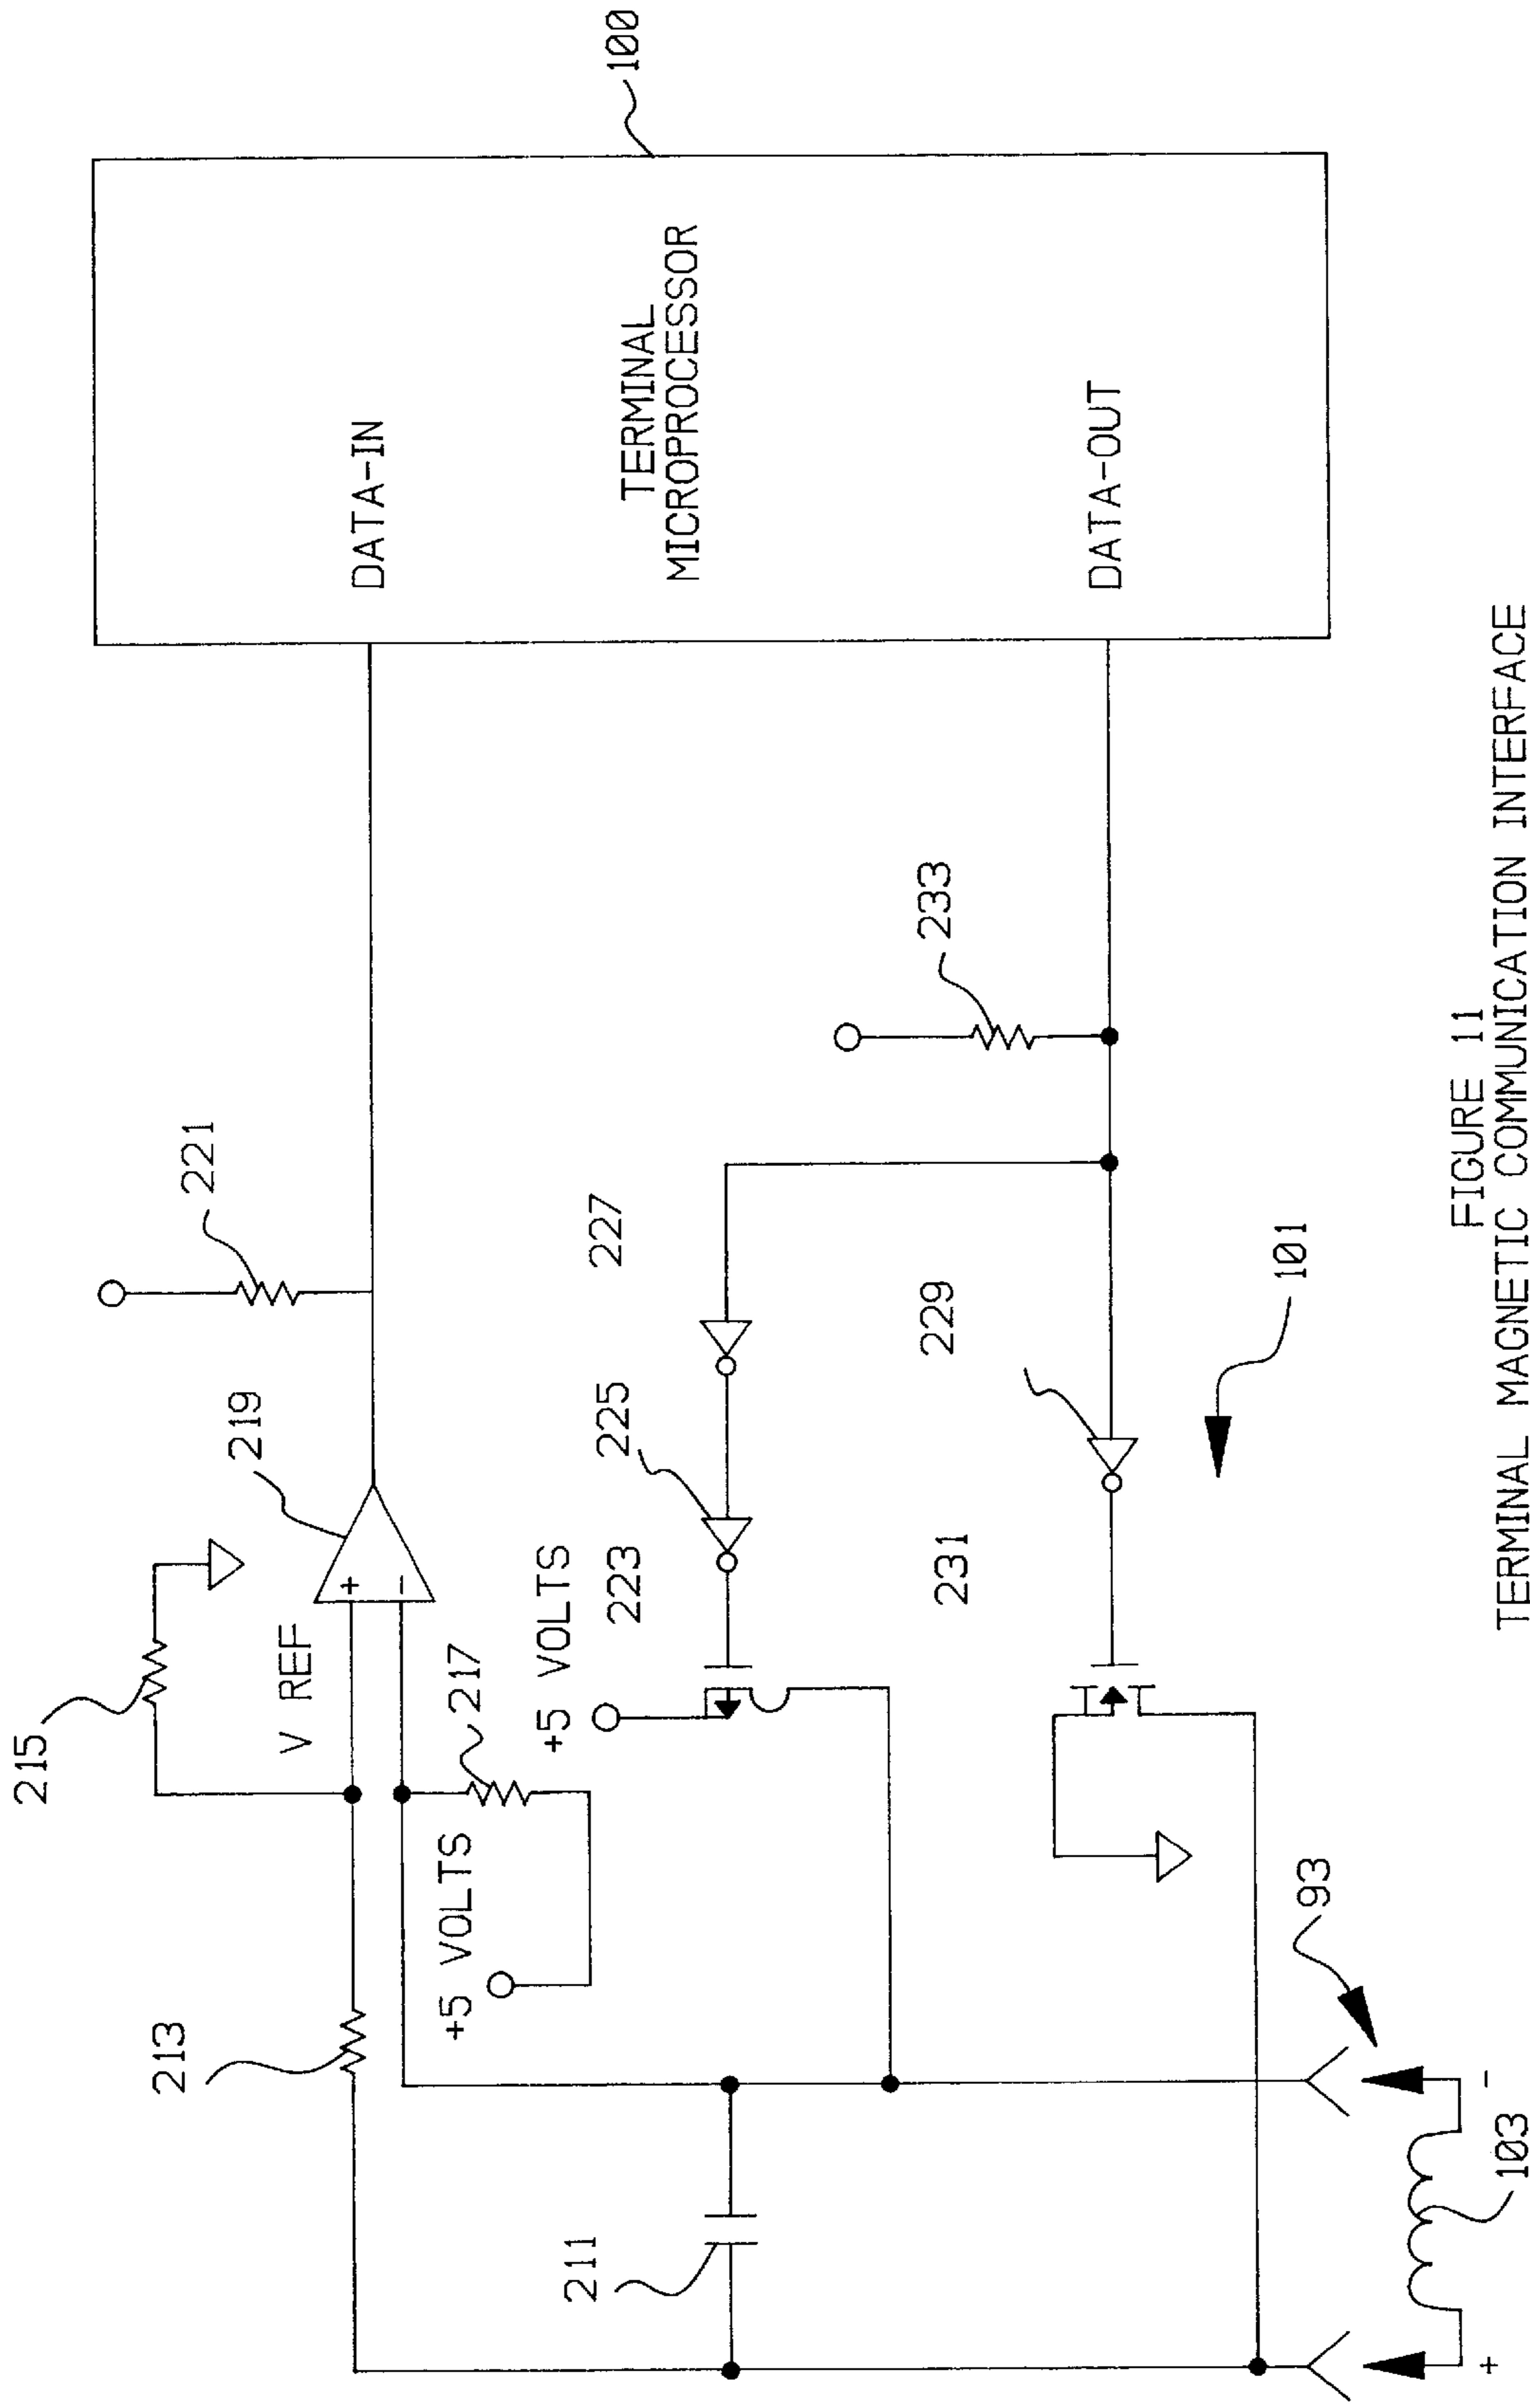 100
DATA-IN
TERMINAL
MICROPROCESSOR
DATA-OUT
221
233
219
227
229
101
225
215
V REF
+
-
+5 VOLTS
223
231
217
+5 VOLTS
213
211
93
103
+
-
FIGURE 11
TERMINAL MAGNETIC COMMUNICATION INTERFACE